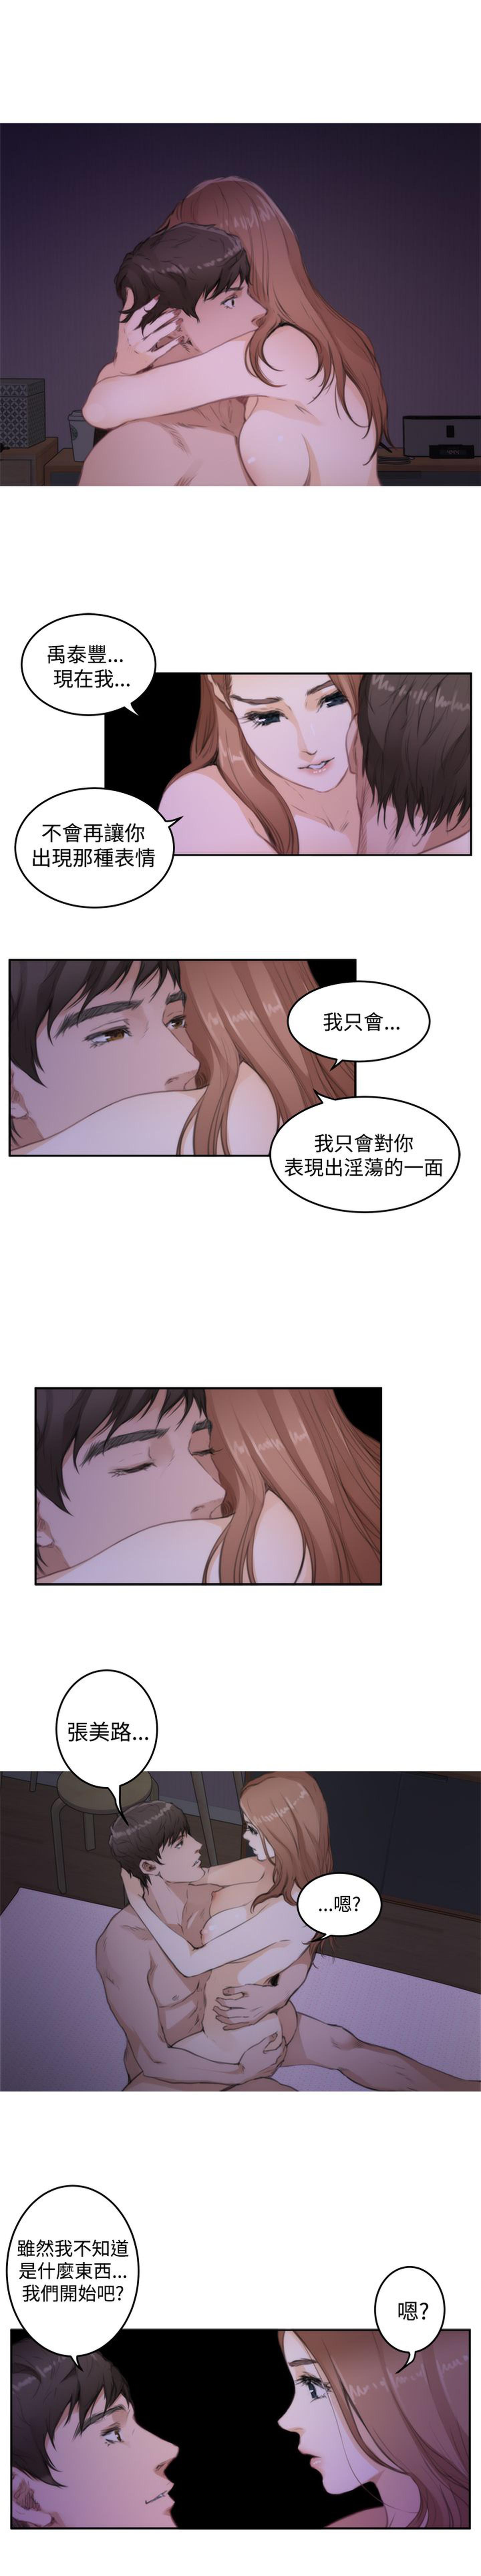 禹泰豐...
現在我...
不會再讓你
出現那種表情
我只會...
我只會對你
表現出淫蕩的一面
張美路...
...嗯?
雖然我不知道
是什麼東西...
我們開始吧?
嗯?